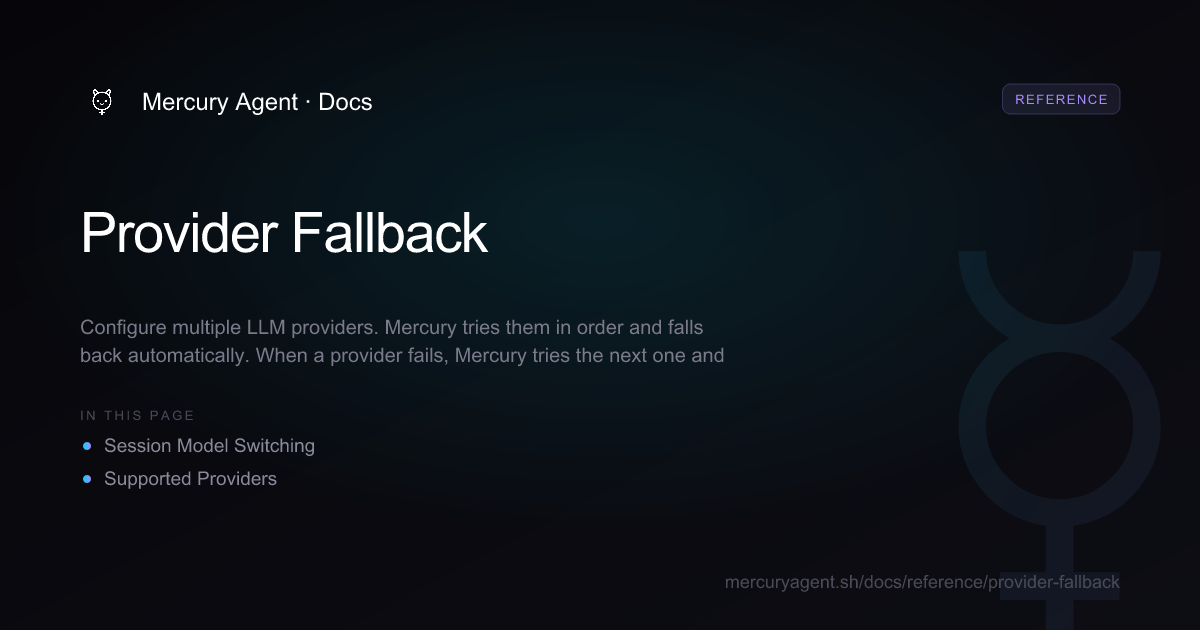 Mercury Agent · Docs
REFERENCE
Provider Fallback
Configure multiple LLM providers. Mercury tries them in order and falls
back automatically. When a provider fails, Mercury tries the next one and
IN THIS PAGE
Session Model Switching
Supported Providers
mercuryagent.sh/docs/reference/provider-fallback